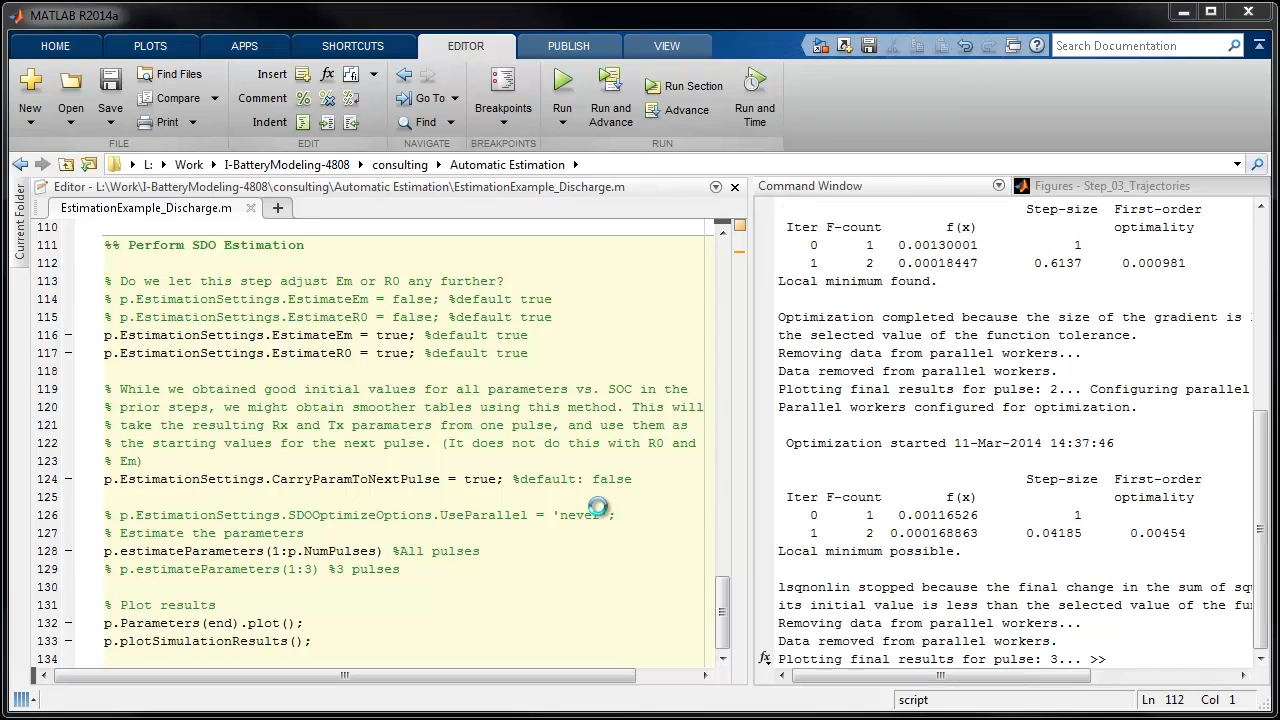 MATLAB R2014a
HOME PLOTS APPS SHORTCUTS EDITOR PUBLISH VIEW Search Documentation
New Open Save Find Files Compare Print
Insert fx Comment Indent
Go To Find
Breakpoints Run Run and Advance Run Section Advance Run and Time
FILE EDIT NAVIGATE BREAKPOINTS RUN
L: Work I-BatteryModeling-4808 consulting Automatic Estimation
Current Folder
Editor - L:\Work\I-BatteryModeling-4808\consulting\Automatic Estimation\EstimationExample_Discharge.m
EstimationExample_Discharge.m
110
111 %% Perform SDO Estimation
112
113 % Do we let this step adjust Em or R0 any further?
114 % p.EstimationSettings.EstimateEm = false; %default true
115 % p.EstimationSettings.EstimateR0 = false; %default true
116 p.EstimationSettings.EstimateEm = true; %default true
117 p.EstimationSettings.EstimateR0 = true; %default true
118
119 % While we obtained good initial values for all parameters vs. SOC in the
120 % prior steps, we might obtain smoother tables using this method. This will
121 % take the resulting Rx and Tx paramaters from one pulse, and use them as
122 % the starting values for the next pulse. (It does not do this with R0 and
123 % Em)
124 p.EstimationSettings.CarryParamToNextPulse = true; %default: false
125
126 % p.EstimationSettings.SDOOptimizeOptions.UseParallel = 'never';
127 % Estimate the parameters
128 p.estimateParameters(1:p.NumPulses) %All pulses
129 % p.estimateParameters(1:3) %3 pulses
130
131 % Plot results
132 p.Parameters(end).plot();
133 p.plotSimulationResults();
134
Command Window Figures - Step_03_Trajectories
Step-size First-order
Iter F-count f(x) optimality
0 1 0.00130001 1
1 2 0.00018447 0.6137 0.000981
Local minimum found.
Optimization completed because the size of the gradient is
the selected value of the function tolerance.
Removing data from parallel workers...
Data removed from parallel workers.
Plotting final results for pulse: 2... Configuring parallel
Parallel workers configured for optimization.
Optimization started 11-Mar-2014 14:37:46
Step-size First-order
Iter F-count f(x) optimality
0 1 0.00116526 1
1 2 0.000168863 0.04185 0.00454
Local minimum possible.
lsqnonlin stopped because the final change in the sum of
its initial value is less than the selected value of the
Removing data from parallel workers...
Data removed from parallel workers.
fx Plotting final results for pulse: 3... >>
script Ln 112 Col 1